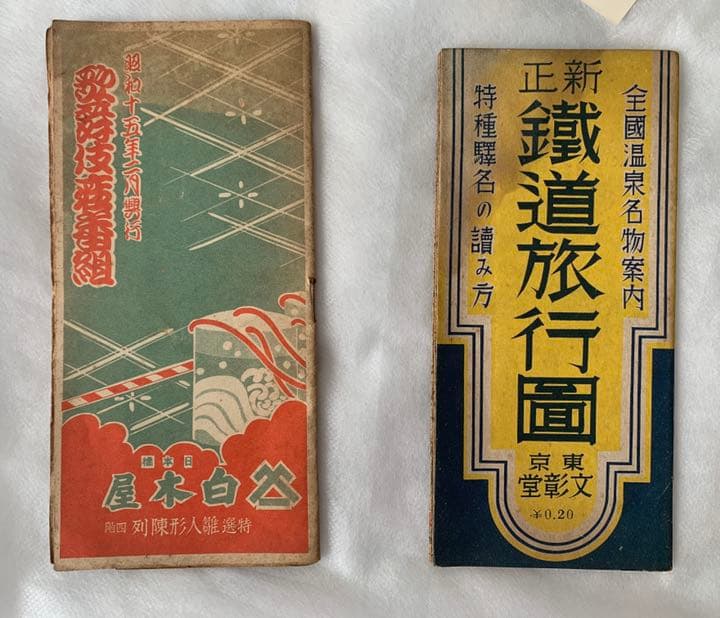 昭和十五年二月興行
歌舞伎座番組
日本橋
白木屋
特選雛人形陳列 四階
全國温泉名物案内
新正
鐵道旅行圖
特種驛名の讀み方
東京
文彰堂
¥0.20